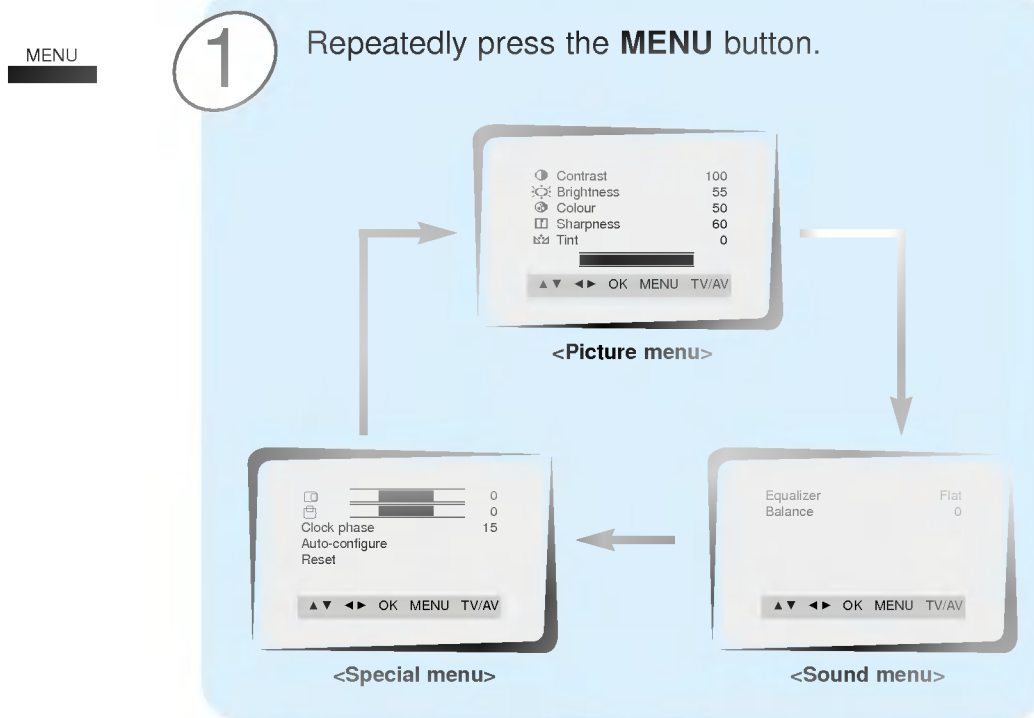 MENU
1
Repeatedly press the MENU button.
Contrast 100
Brightness 55
Colour 50
Sharpness 60
Tint 0
▲▼ ◄► OK MENU TV/AV
<Picture menu>
0
0
Clock phase 15
Auto-configure
Reset
▲▼ ◄► OK MENU TV/AV
<Special menu>
Equalizer Flat
Balance 0
▲▼ ◄► OK MENU TV/AV
<Sound menu>